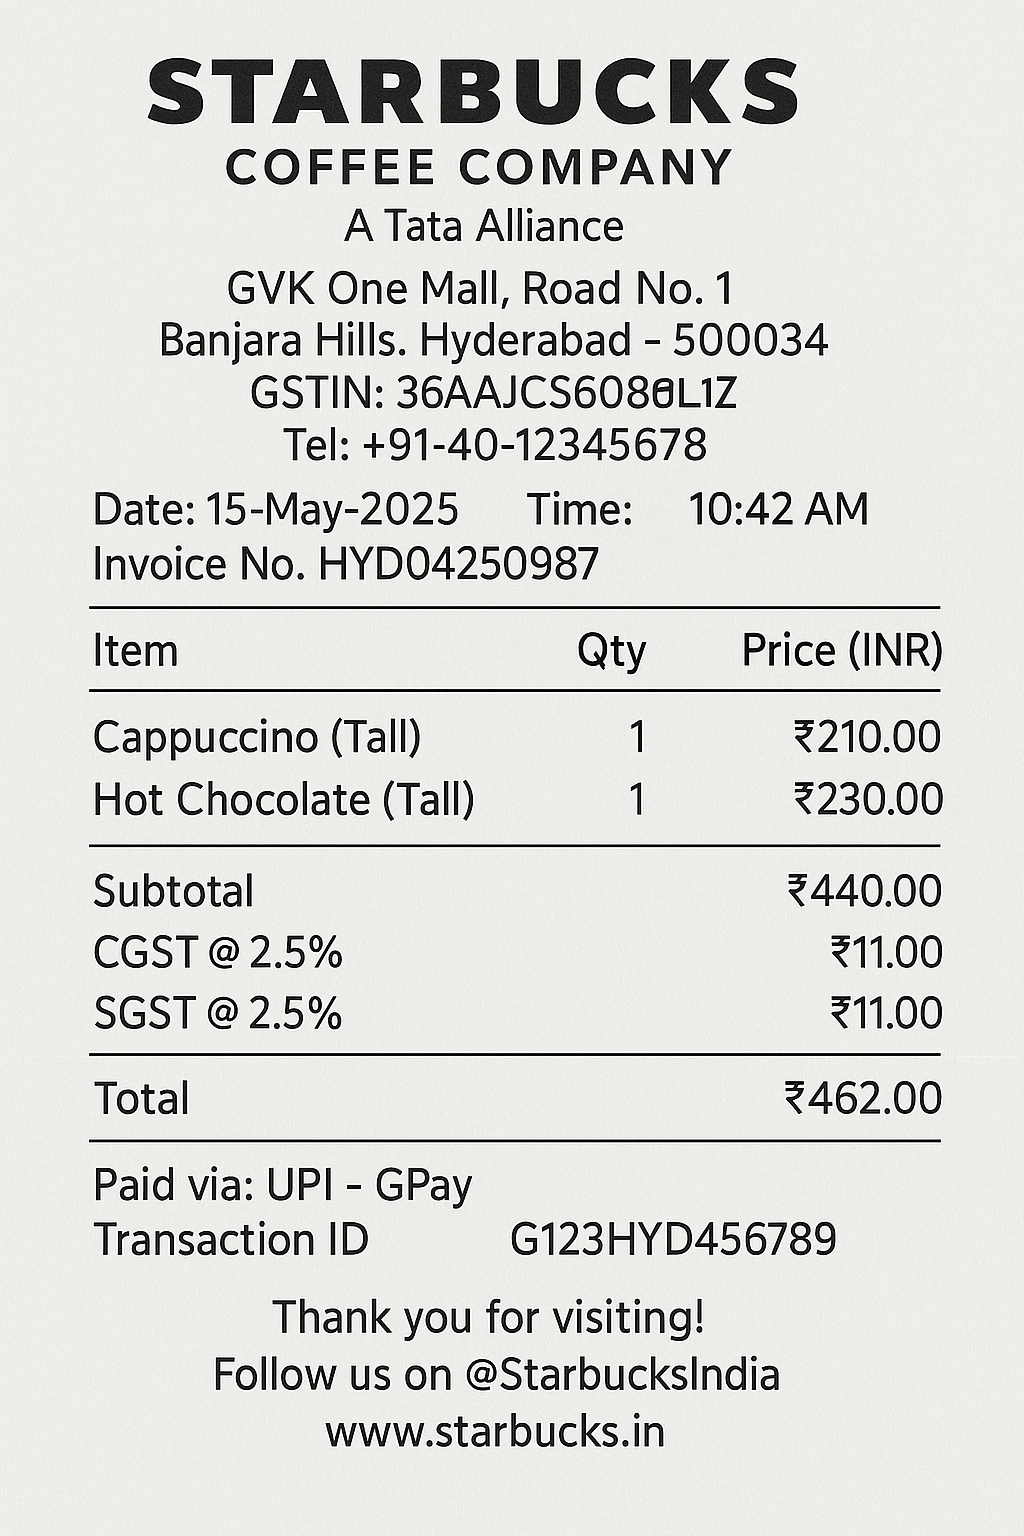 STARBUCKS
COFFEE COMPANY
A Tata Alliance
GVK One Mall, Road No. 1
Banjara Hills. Hyderabad - 500034
GSTIN:
Tel: +91-40-12345678
Date: 15-May-2025 Time: 10:42 AM
Invoice No. HYD04250987
Item Qty Price (INR)
Cappuccino (Tall) 1 ₹210.00
Hot Chocolate (Tall) 1 ₹230.00
Subtotal ₹440.00
CGST @ 2.5% ₹11.00
SGST @ 2.5% ₹11.00
Total ₹462.00
Paid via: UPI - GPay
Transaction ID G123HYD456789
Thank you for visiting!
Follow us on @StarbucksIndia
www.starbucks.in